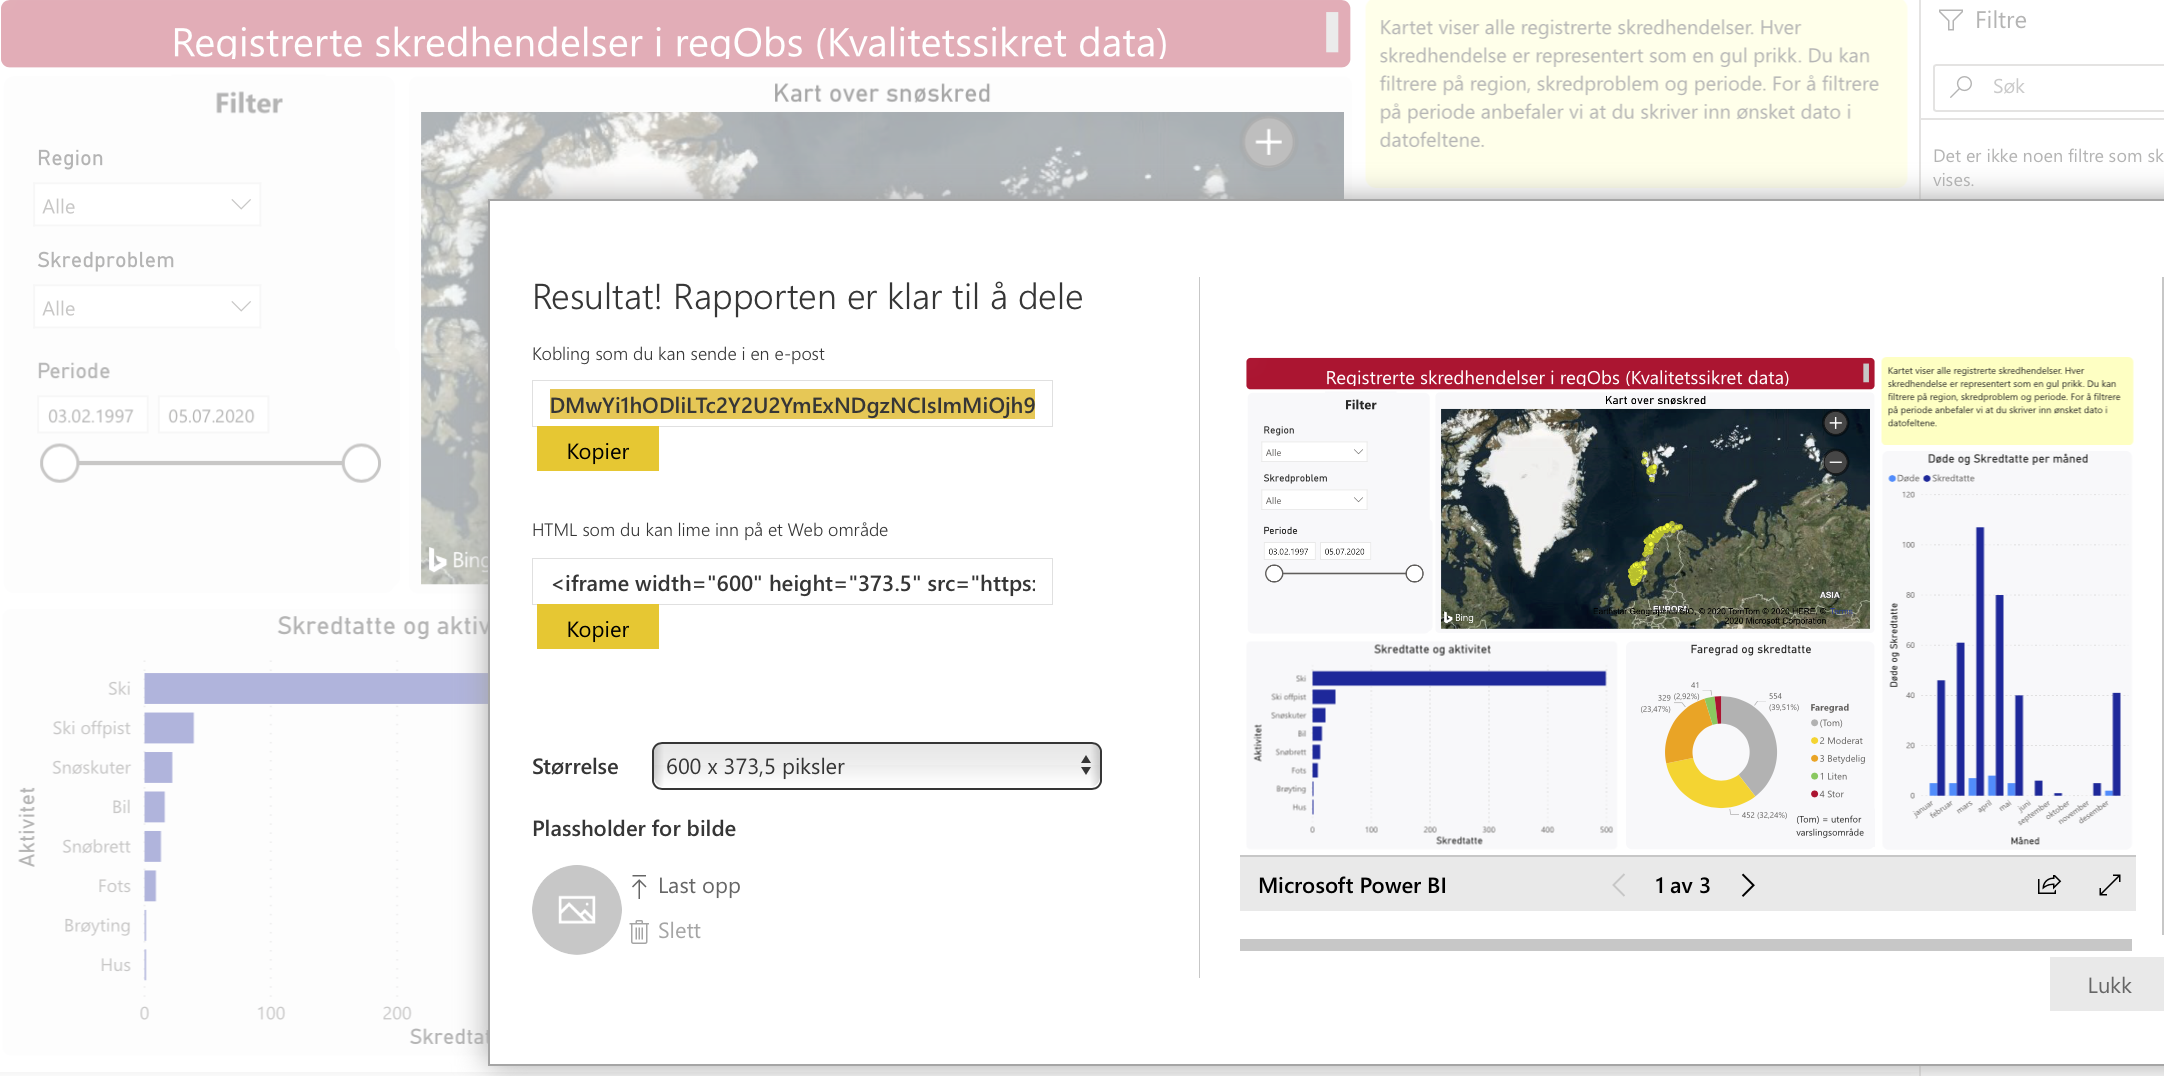 Registrerte skredhendelser i regObs (Kvalitetssikret data)
Kartet viser alle registrerte skredhendelser. Hver
skredhendelse er representert som en gul prikk. Du kan
filtrere på region, skredproblem og periode. For å filtrere
på periode anbefaler vi at du skriver inn ønsket dato i
datofeltene.
Filtre
Søk
Det er ikke noen filtre som sk
vises.
Filter
Region
Alle
Skredproblem
Alle
Periode
03.02.1997
05.07.2020
Kart over snøskred
Bing
Skredtatte og aktiv
Aktivitet
Ski
Ski offpist
Snøskuter
Bil
Snøbrett
Fots
Brøyting
Hus
0
100
200
Skredtat
Resultat! Rapporten er klar til å dele
Kobling som du kan sende i en e-post
DMwYi1hODliLTc2Y2U2YmExNDgzNCIsImMiOjh9
Kopier
HTML som du kan lime inn på et Web område
<iframe width="600" height="373.5" src="https:
Kopier
Størrelse
600 x 373,5 piksler
Plassholder for bilde
Last opp
Slett
Registrerte skredhendelser i regObs (Kvalitetssikret data)
Kartet viser alle registrerte skredhendelser. Hver
skredhendelse er representert som en gul prikk. Du kan
filtrere på region, skredproblem og periode. For å filtrere
på periode anbefaler vi at du skriver inn ønsket dato i
datofeltene.
Filter
Region
Alle
Skredproblem
Alle
Periode
03.02.1997
05.07.2020
Kart over snøskred
EUROPA
ASIA
© 2020 TomTom © 2020 HERE, ©
2020 Microsoft Corporation
Bing
Døde og Skredtatte per måned
Døde
Skredtatte
Døde og Skredtatte
120
100
80
60
40
20
0
januar
februar
mars
april
mai
juni
september
oktober
november
desember
Måned
Skredtatte og aktivitet
Aktivitet
Ski
Ski offpist
Snøskuter
Bil
Snøbrett
Fots
Brøyting
Hus
0
100
200
300
400
500
Skredtatte
Faregrad og skredtatte
41
(2,92%)
329
(23,47%)
554
(39,51%)
452 (32,24%)
Faregrad
(Tom)
2 Moderat
3 Betydelig
1 Liten
4 Stor
(Tom) = utenfor
varslingsområde
Microsoft Power BI
1 av 3
Lukk